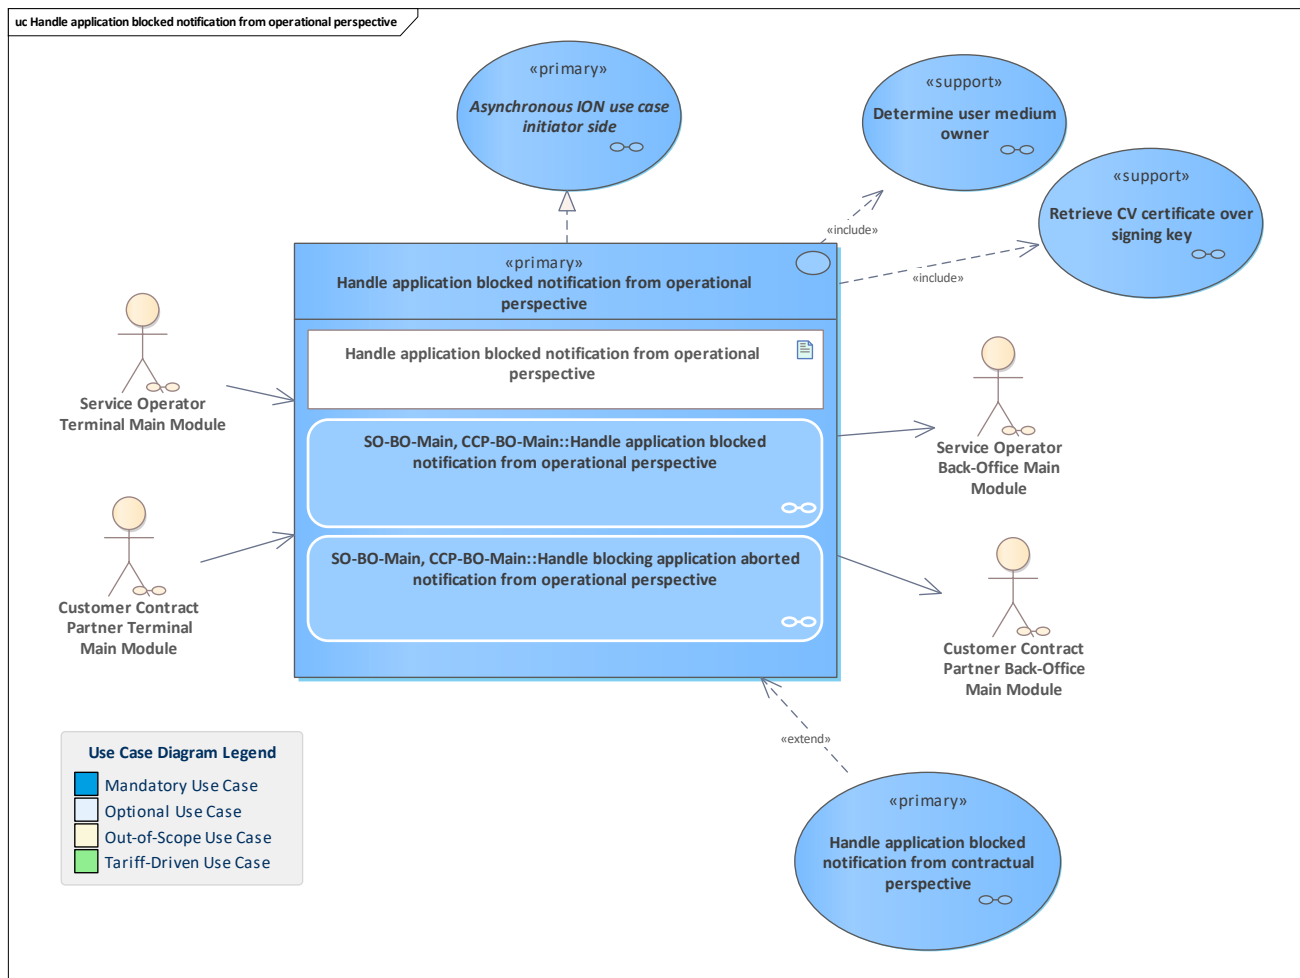 uc Handle application blocked notification from operational perspective
«primary»
Asynchronous ION use case
initiator side
«support»
Determine user medium
owner
«support»
Retrieve CV certificate over
signing key
«include»
«include»
«primary»
Handle application blocked notification from operational
perspective
Handle application blocked notification from operational
perspective
SO-BO-Main, CCP-BO-Main::Handle application blocked
notification from operational perspective
SO-BO-Main, CCP-BO-Main::Handle blocking application aborted
notification from operational perspective
Service Operator
Terminal Main Module
Customer Contract
Partner Terminal
Main Module
Service Operator
Back-Office Main
Module
Customer Contract
Partner Back-Office
Main Module
«extend»
«primary»
Handle application blocked
notification from contractual
perspective
Use Case Diagram Legend
Mandatory Use Case
Optional Use Case
Out-of-Scope Use Case
Tariff-Driven Use Case